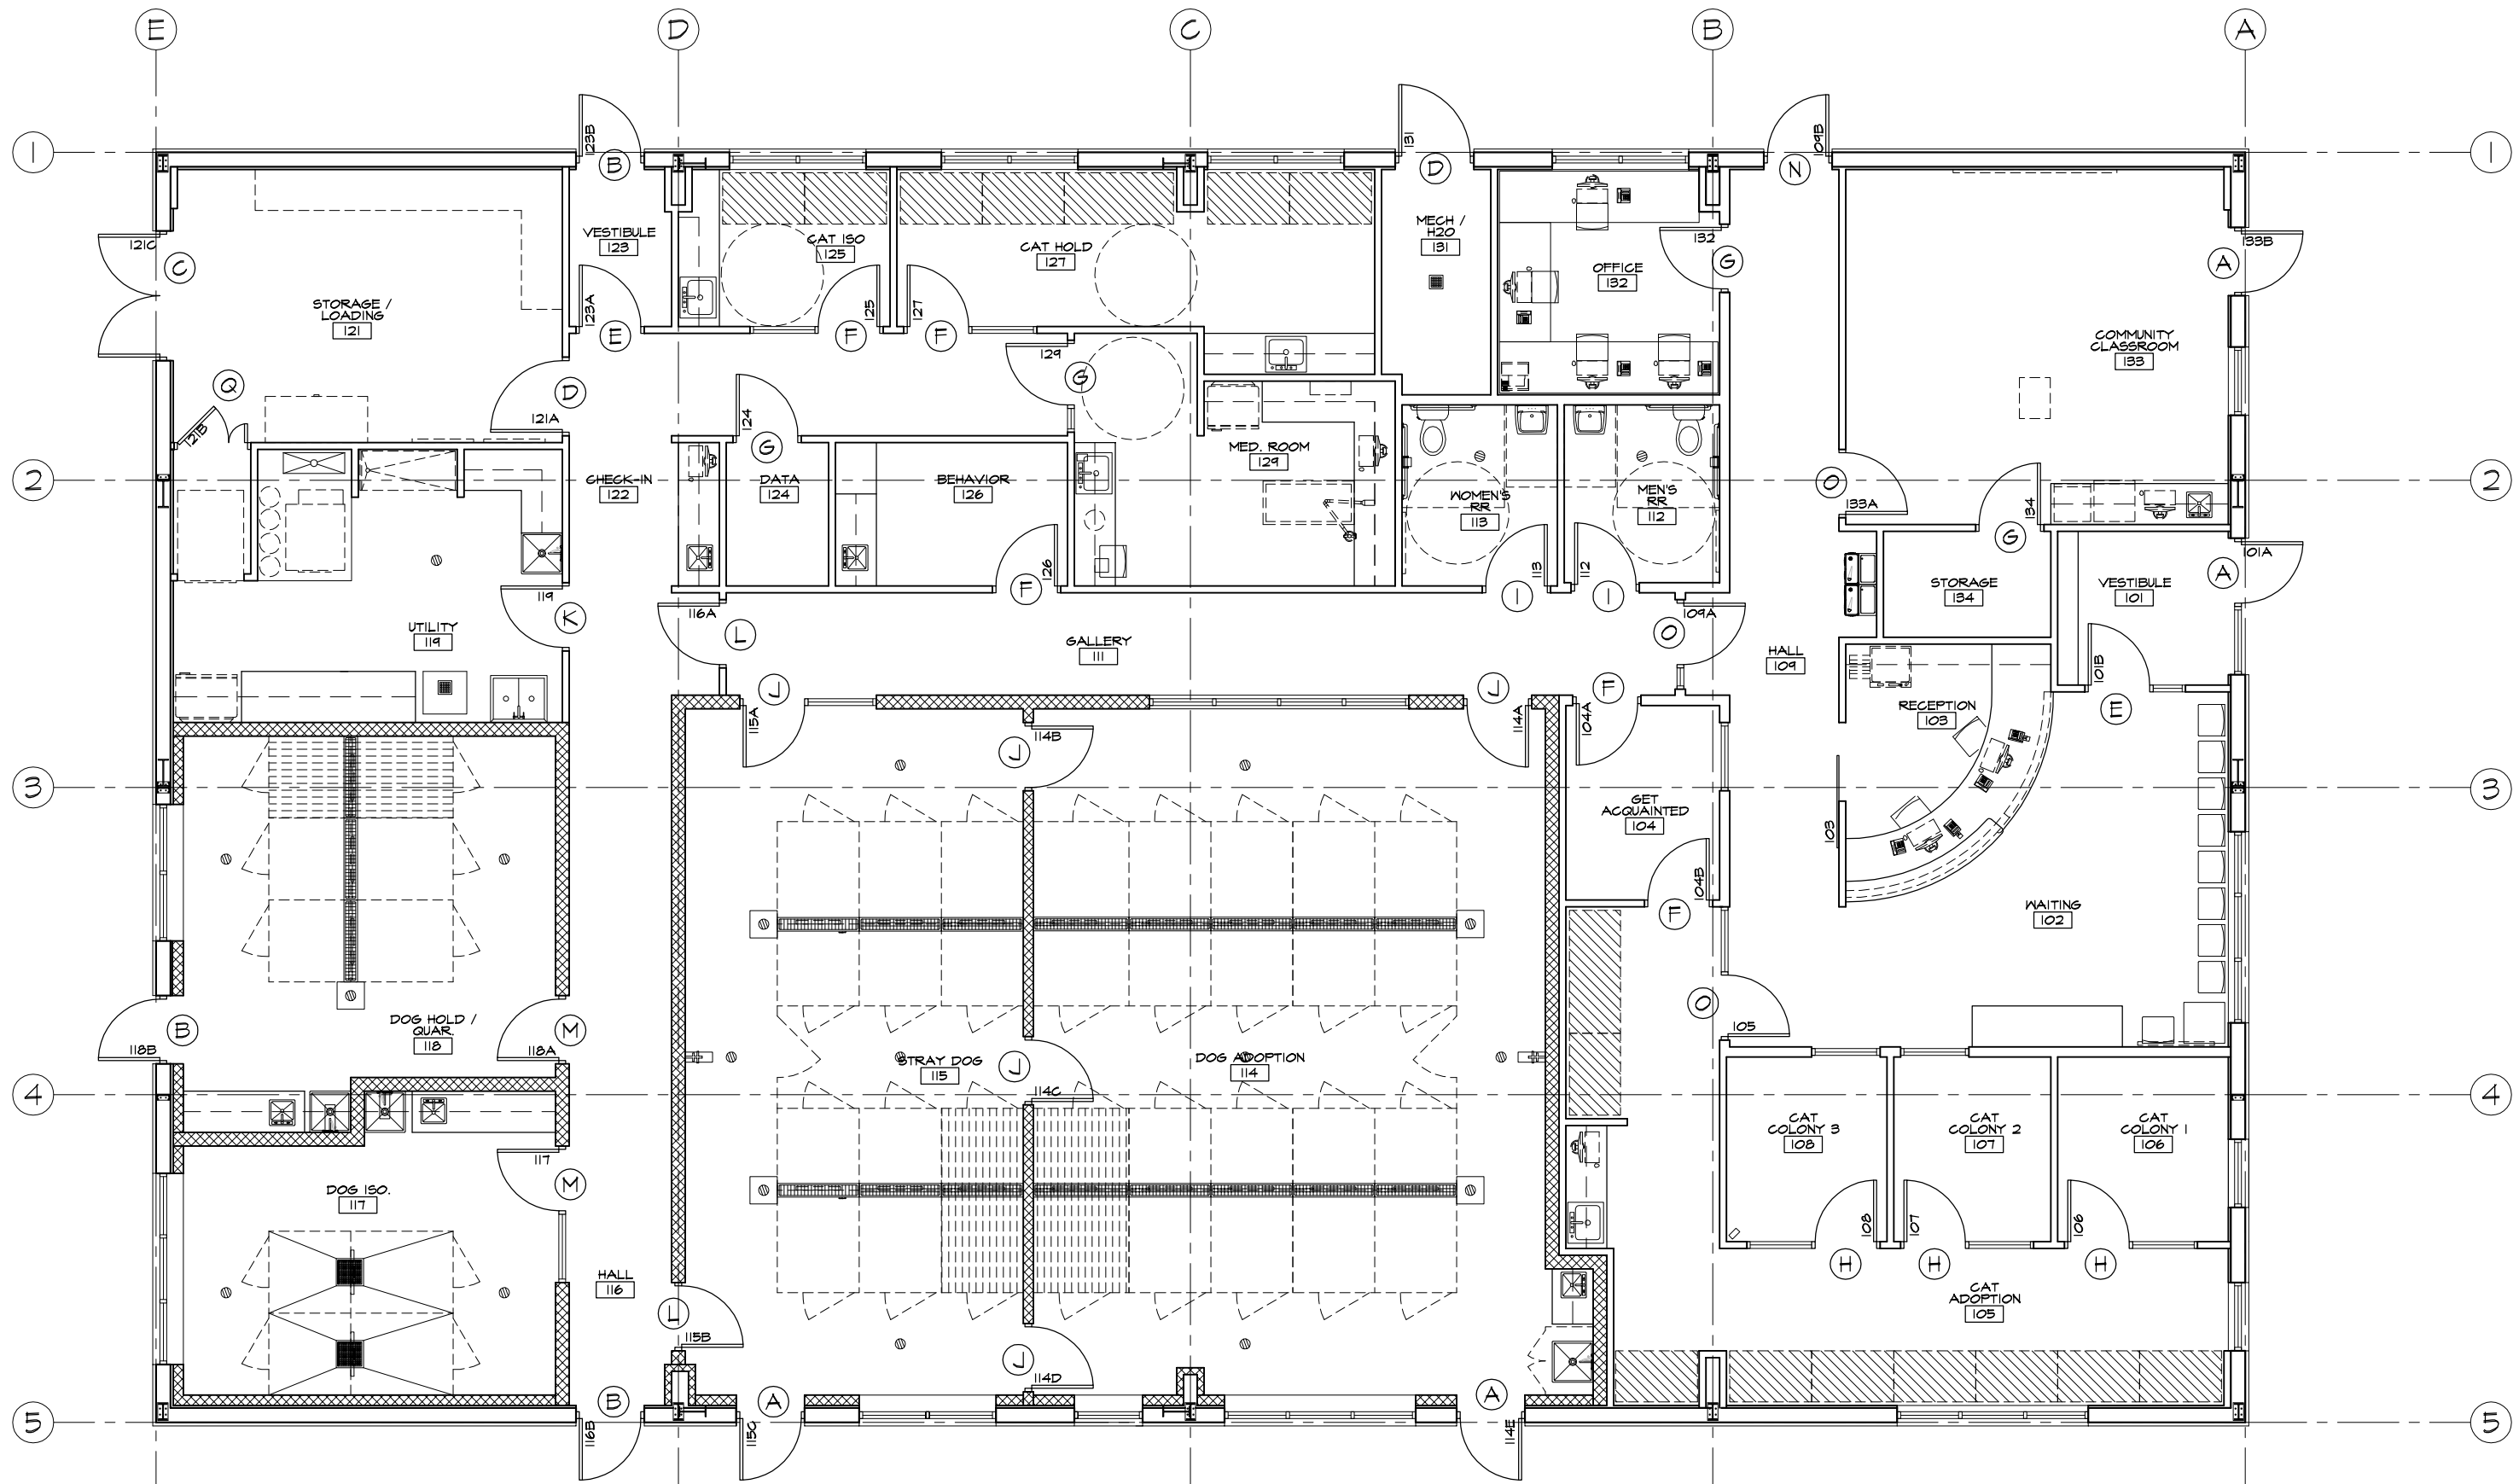 E D C B A
1 1
123B
131
109B
B
D
N
121C
C
VESTIBULE
123
CAT ISO
125
CAT HOLD
127
MECH /
H2O
131
132
G
OFFICE
132
133B
A
STORAGE /
LOADING
121
123A
E
125
F
127
F
129
G
COMMUNITY
CLASSROOM
133
Q
121B
D
121A
124
G
2 2
CHECK-IN
122
DATA
124
BEHAVIOR
126
MED. ROOM
129
WOMEN'S
RR
113
MEN'S
RR
112
O
133A
134
G
101A
A
119
K
126
F
113
I
112
I
STORAGE
134
VESTIBULE
101
UTILITY
119
116A
L
GALLERY
111
109A
O
HALL
109
101B
E
115A
J
114A
J
104A
F
RECEPTION
103
114B
J
3 3
GET
ACQUAINTED
104
103
104B
F
WAITING
102
DOG HOLD /
QUAR.
118
B
118B
M
118A
O
105
STRAY DOG
115
J
114C
DOG ADOPTION
114
4 4
CAT
COLONY 3
108
CAT
COLONY 2
107
CAT
COLONY 1
106
117
M
DOG ISO.
117
108
H
107
H
106
H
HALL
116
L
115B
CAT
ADOPTION
105
J
114D
B
A
A
5 5
116B
115C
114E